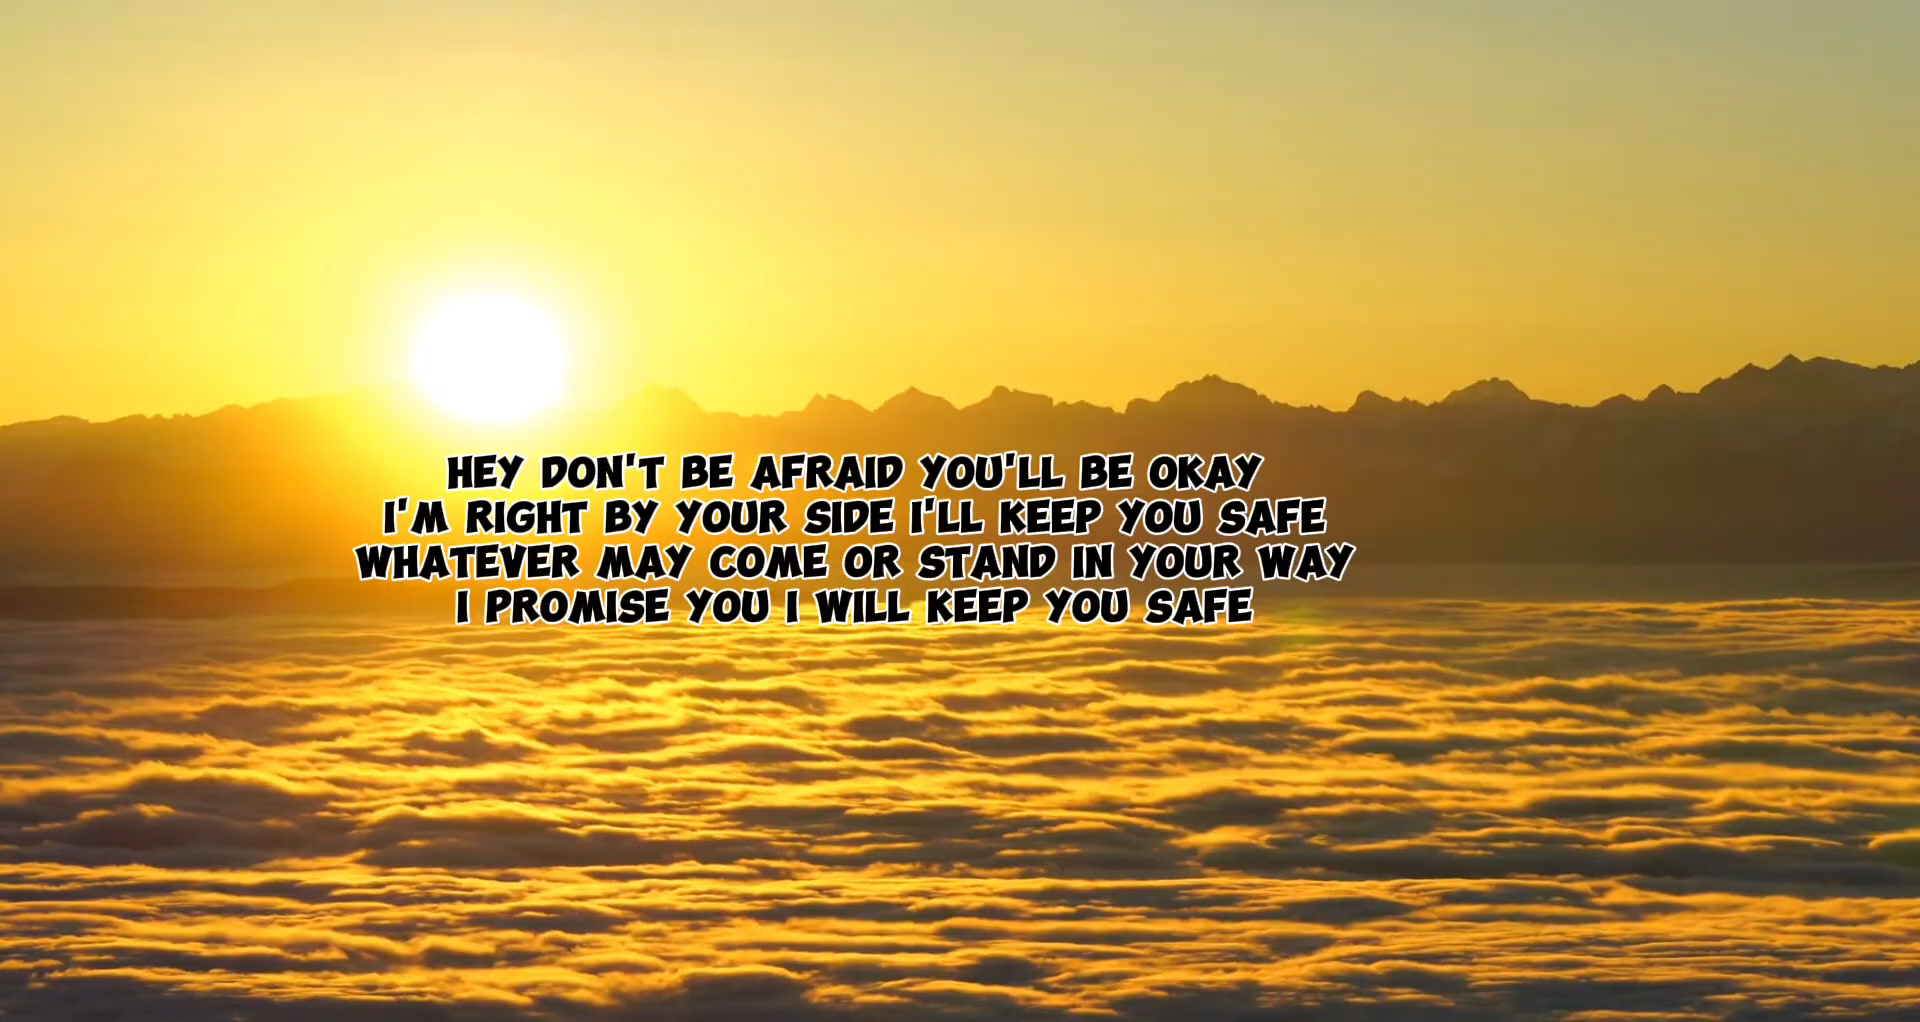 HEY DON'T BE AFRAID YOU'LL BE OKAY
I'M RIGHT BY YOUR SIDE I'LL KEEP YOU SAFE
WHATEVER MAY COME OR STAND IN YOUR WAY
I PROMISE YOU I WILL KEEP YOU SAFE